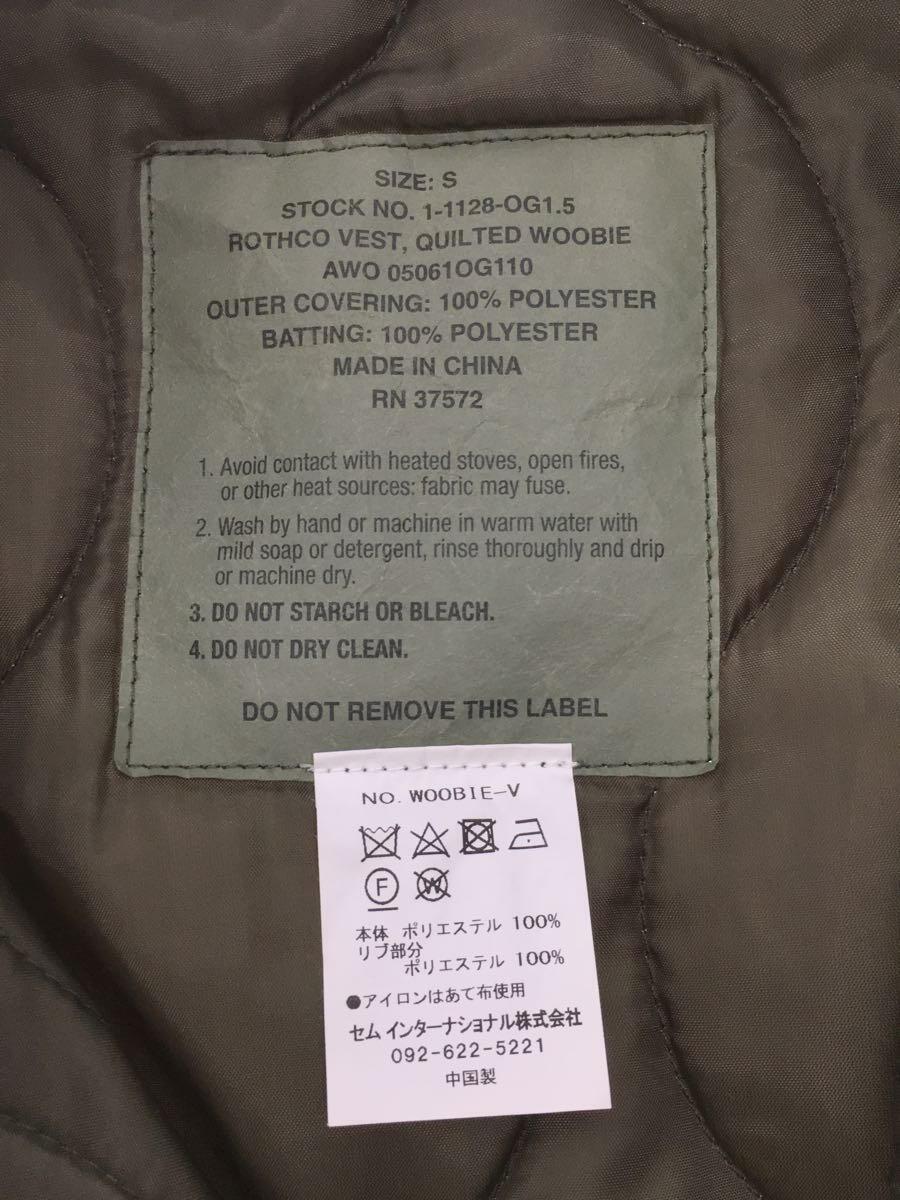 SIZE: S
STOCK NO. 1-1128-OG1.5
ROTHCO VEST, QUILTED WOOBIE
AWO 05061OG110
OUTER COVERING: 100% POLYESTER
BATTING: 100% POLYESTER
MADE IN CHINA
RN 37572
1. Avoid contact with heated stoves, open fires,
or other heat sources: fabric may fuse.
2. Wash by hand or machine in warm water with
mild soap or detergent, rinse thoroughly and drip
or machine dry.
3. DO NOT STARCH OR BLEACH.
4. DO NOT DRY CLEAN.
DO NOT REMOVE THIS LABEL
NO. WOOBIE-V
F W
本体 ポリエステル 100%
リブ部分
ポリエステル 100%
●アイロンはあて布使用
セム インターナショナル株式会社
092-622-5221
中国製